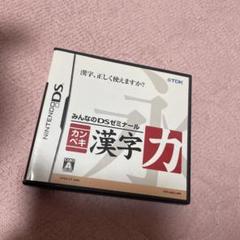 TDK
漢字、正しく使えますか?
永
みんなのDSゼミナール
カンペキ
漢字力
NINTENDO DS
A